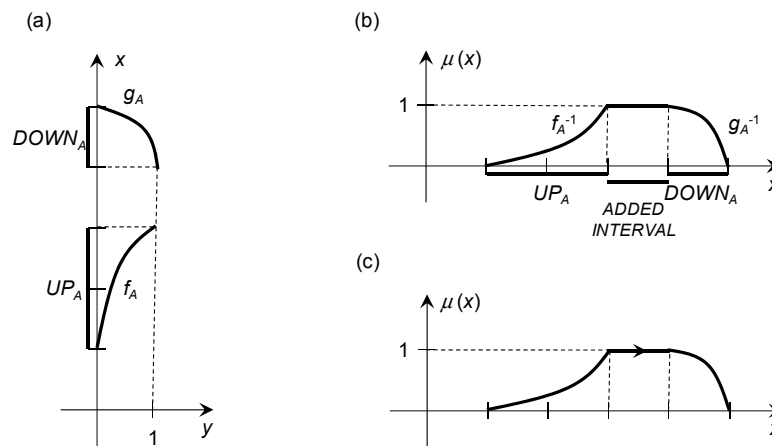 (a)
x
g_A
DOWN_A
UP_A
f_A
1
y
(b)
μ (x)
1
f_A^-1
g_A^-1
x
UP_A
DOWN_A
ADDED
INTERVAL
(c)
μ (x)
1